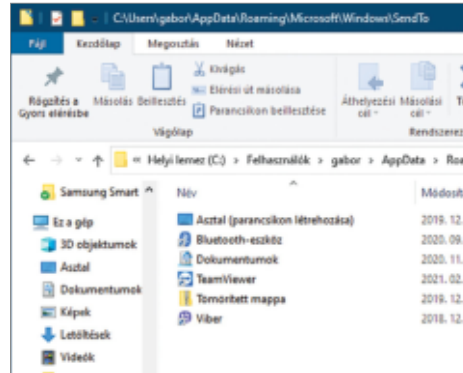 C:\Users\gabor\AppData\Roaming\Microsoft\Windows\SendTo
Fájl Kezdőlap Megosztás Nézet
Rögzítés a Gyors elérésbe
Másolás
Beillesztés
Kivágás
Elérési út másolása
Parancsikon beillesztése
Áthelyezési cél
Másolási cél
Vágólap
Rendszerez
Helyi lemez (C:) > Felhasználók > gabor > AppData > Roa
Samsung Smart
Ez a gép
3D objektumok
Asztal
Dokumentumok
Képek
Letöltések
Videók
Név Módosít
Asztal (parancsikon létrehozása) 2019. 12.
Bluetooth-eszköz 2020. 09.
Dokumentumok 2020. 11.
TeamViewer 2021. 02.
Tömörített mappa 2019. 12.
Viber 2018. 12.